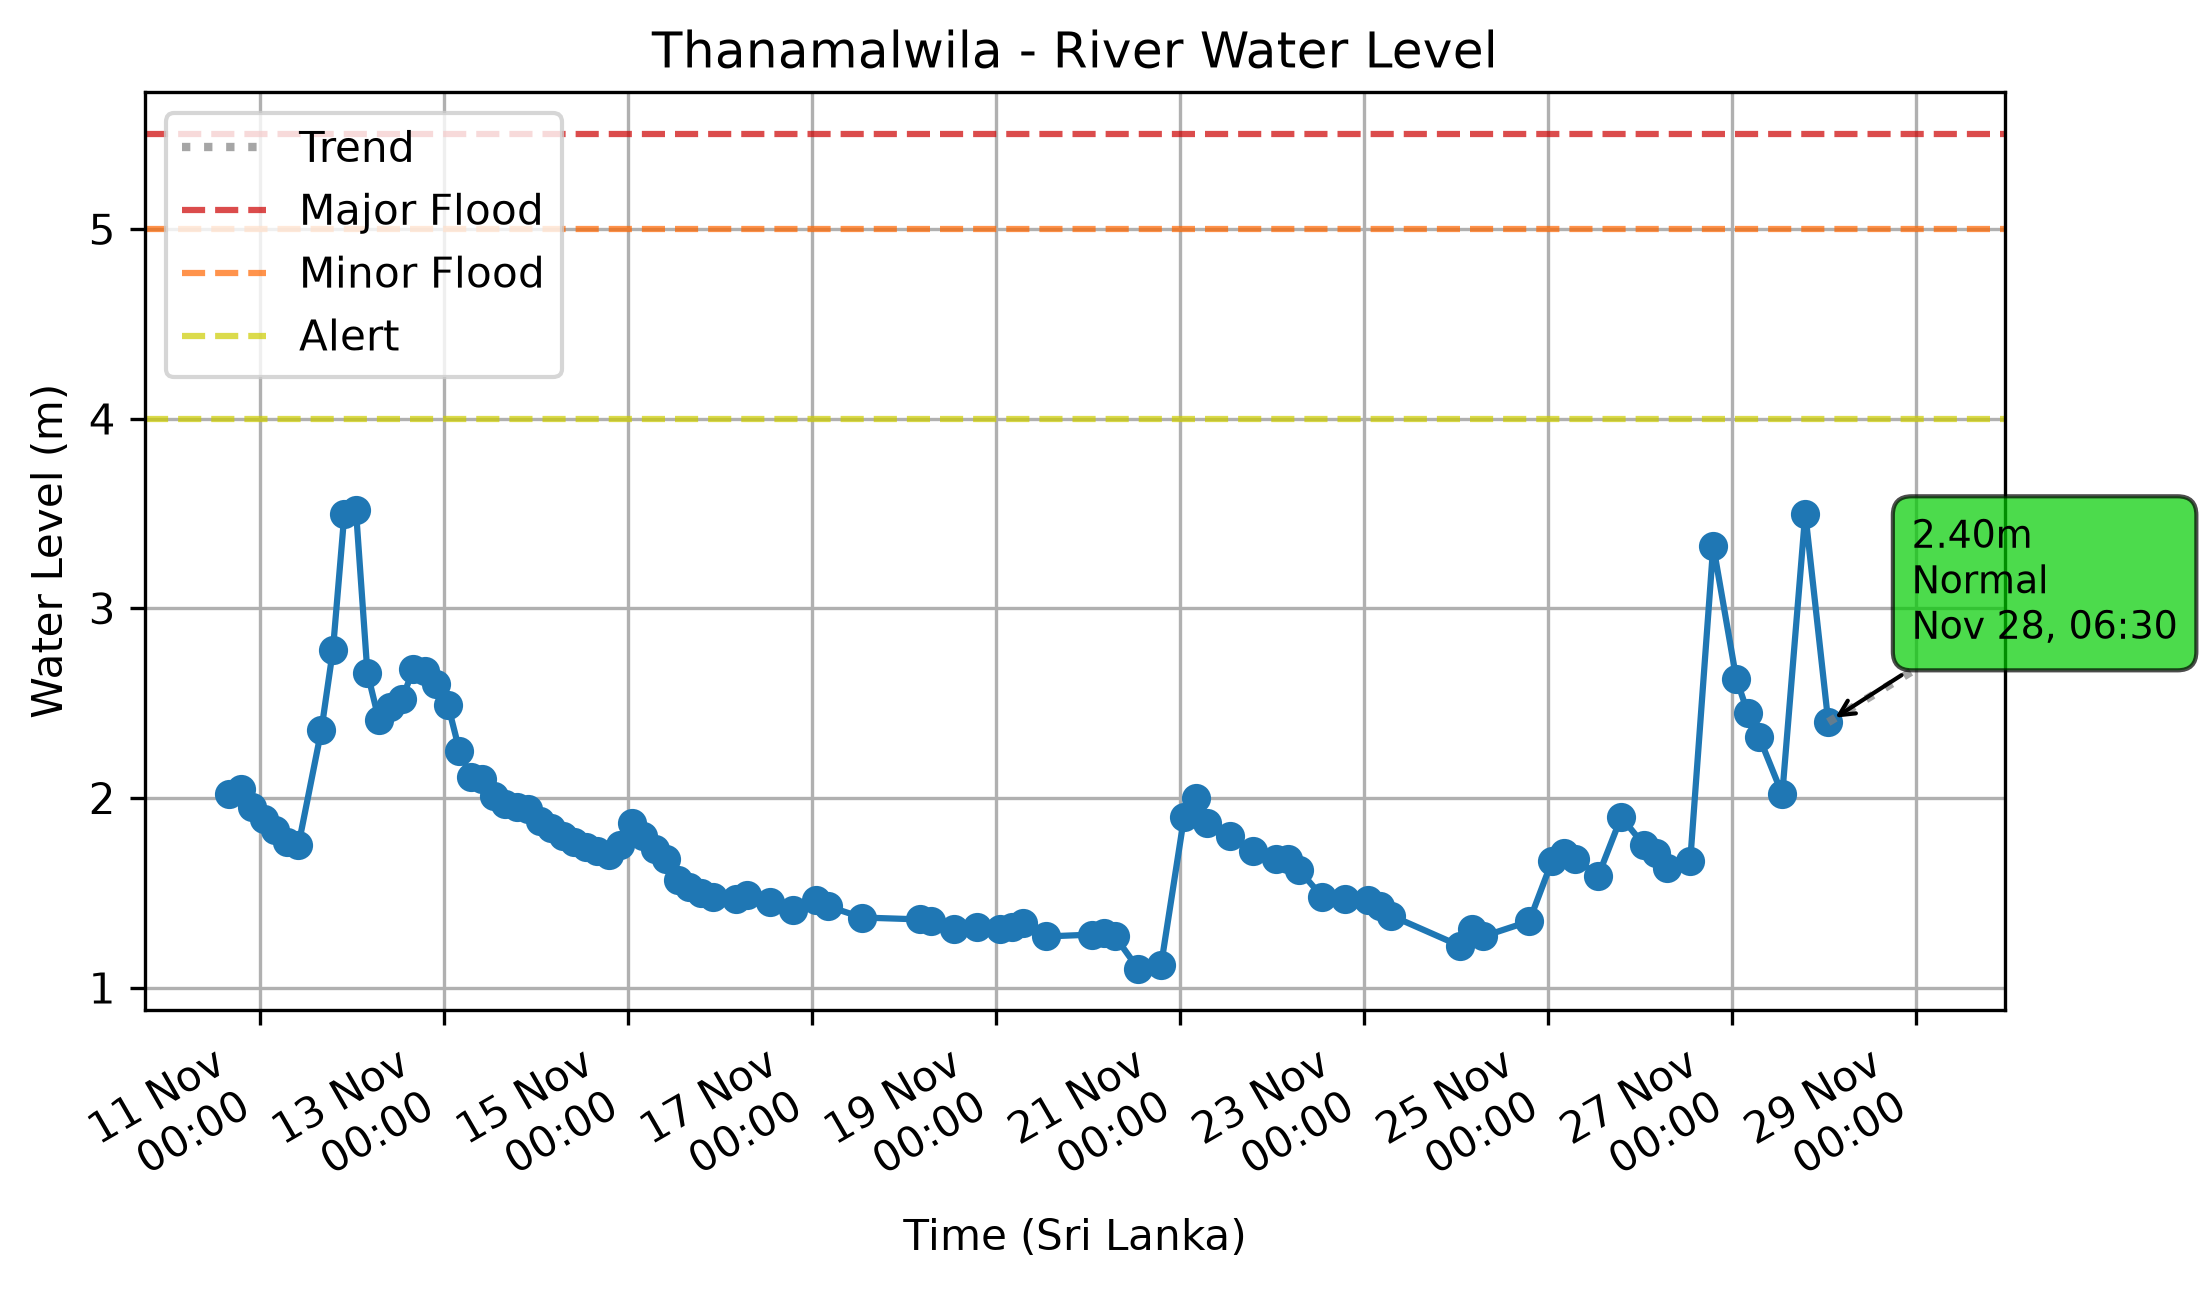 Thanamalwila - River Water Level
Trend
Major Flood
Minor Flood
Alert
5
4
3
2
1
Water Level (m)
2.40m
Normal
Nov 28, 06:30
11 Nov
00:00
13 Nov
00:00
15 Nov
00:00
17 Nov
00:00
19 Nov
00:00
21 Nov
00:00
23 Nov
00:00
25 Nov
00:00
27 Nov
00:00
29 Nov
00:00
Time (Sri Lanka)